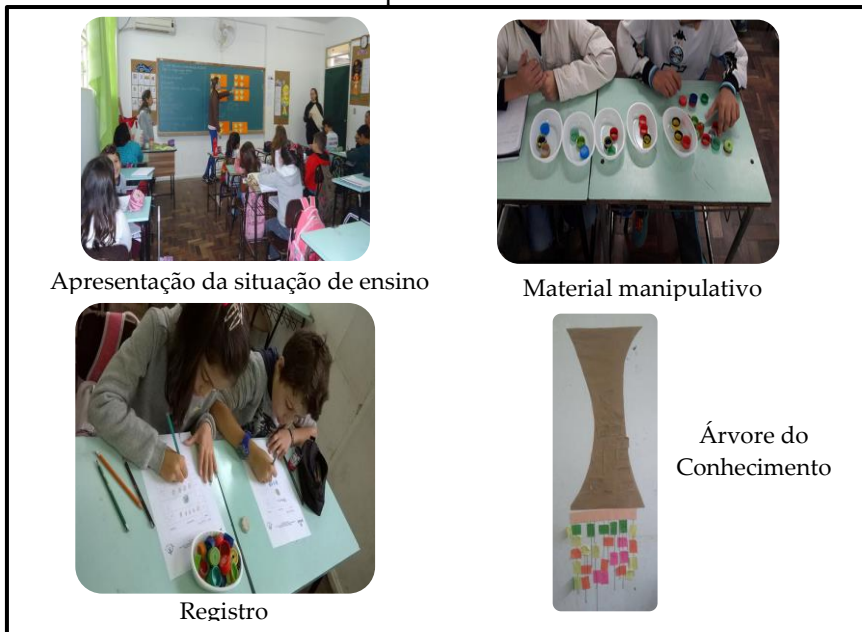 Apresentação da situação de ensino
Material manipulativo
Árvore do
Conhecimento
Registro